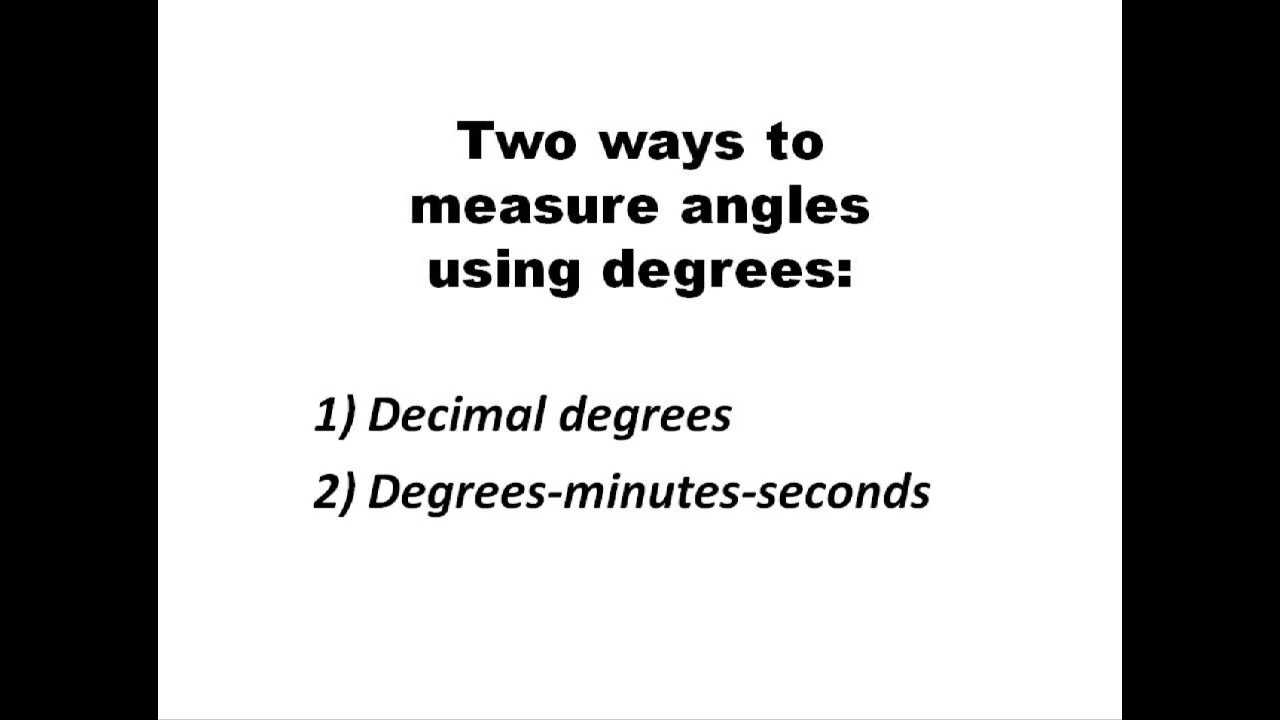 Two ways to
measure angles
using degrees:
1) Decimal degrees
2) Degrees-minutes-seconds